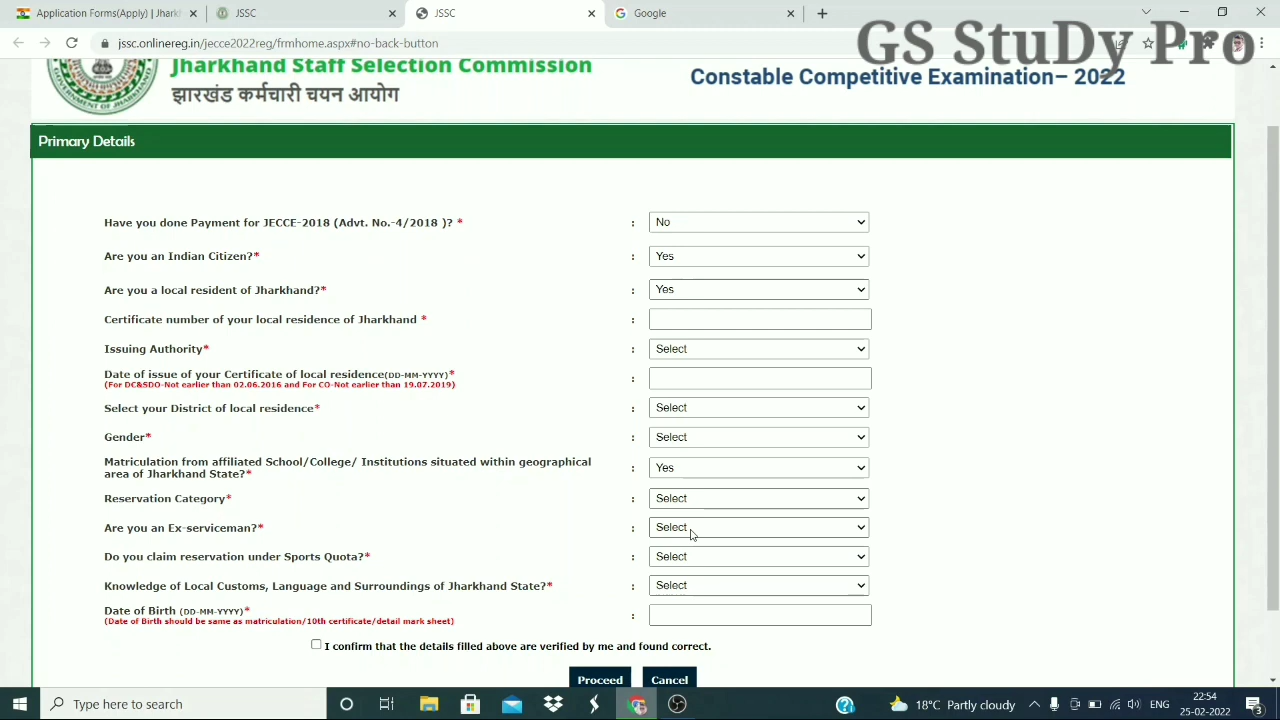 Application Forms(Apply) | Jharkh
JSSC
JSSC
Google
jssc.onlinereg.in/jecce2022reg/frmhome.aspx#no-back-button
GS StuDy Pro
Jharkhand Staff Selection Commission
झारखंड कर्मचारी चयन आयोग
Constable Competitive Examination– 2022
Primary Details
Have you done Payment for JECCE-2018 (Advt. No.-4/2018 )? * : No
Are you an Indian Citizen?* : Yes
Are you a local resident of Jharkhand?* : Yes
Certificate number of your local residence of Jharkhand * :
Issuing Authority* : Select
Date of issue of your Certificate of local residence(DD-MM-YYYY)* :
(For DC&SDO-Not earlier than 02.06.2016 and For CO-Not earlier than 19.07.2019)
Select your District of local residence* : Select
Gender* : Select
Matriculation from affiliated School/College/ Institutions situated within geographical
area of Jharkhand State?* : Yes
Reservation Category* : Select
Are you an Ex-serviceman?* : Select
Do you claim reservation under Sports Quota?* : Select
Knowledge of Local Customs, Language and Surroundings of Jharkhand State?* : Select
Date of Birth (DD-MM-YYYY)* :
(Date of Birth should be same as matriculation/10th certificate/detail mark sheet)
I confirm that the details filled above are verified by me and found correct.
Proceed Cancel
Type here to search
18°C Partly cloudy
ENG
22:54
25-02-2022
3